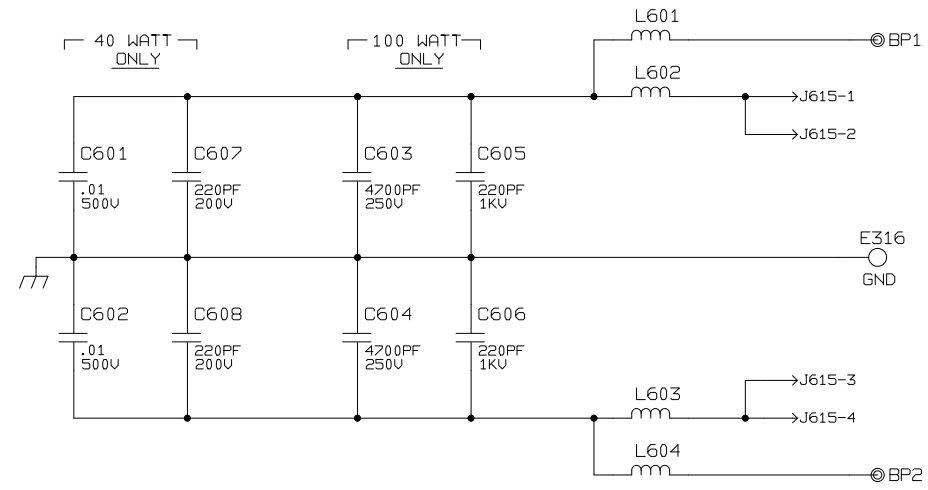 L601
40 WATT
ONLY
100 WATT
ONLY
BP1
L602
J615-1
J615-2
C601
.01
500V
C607
220PF
200V
C603
4700PF
250V
C605
220PF
1KV
E316
GND
C602
.01
500V
C608
220PF
200V
C604
4700PF
250V
C606
220PF
1KV
J615-3
L603
J615-4
L604
BP2